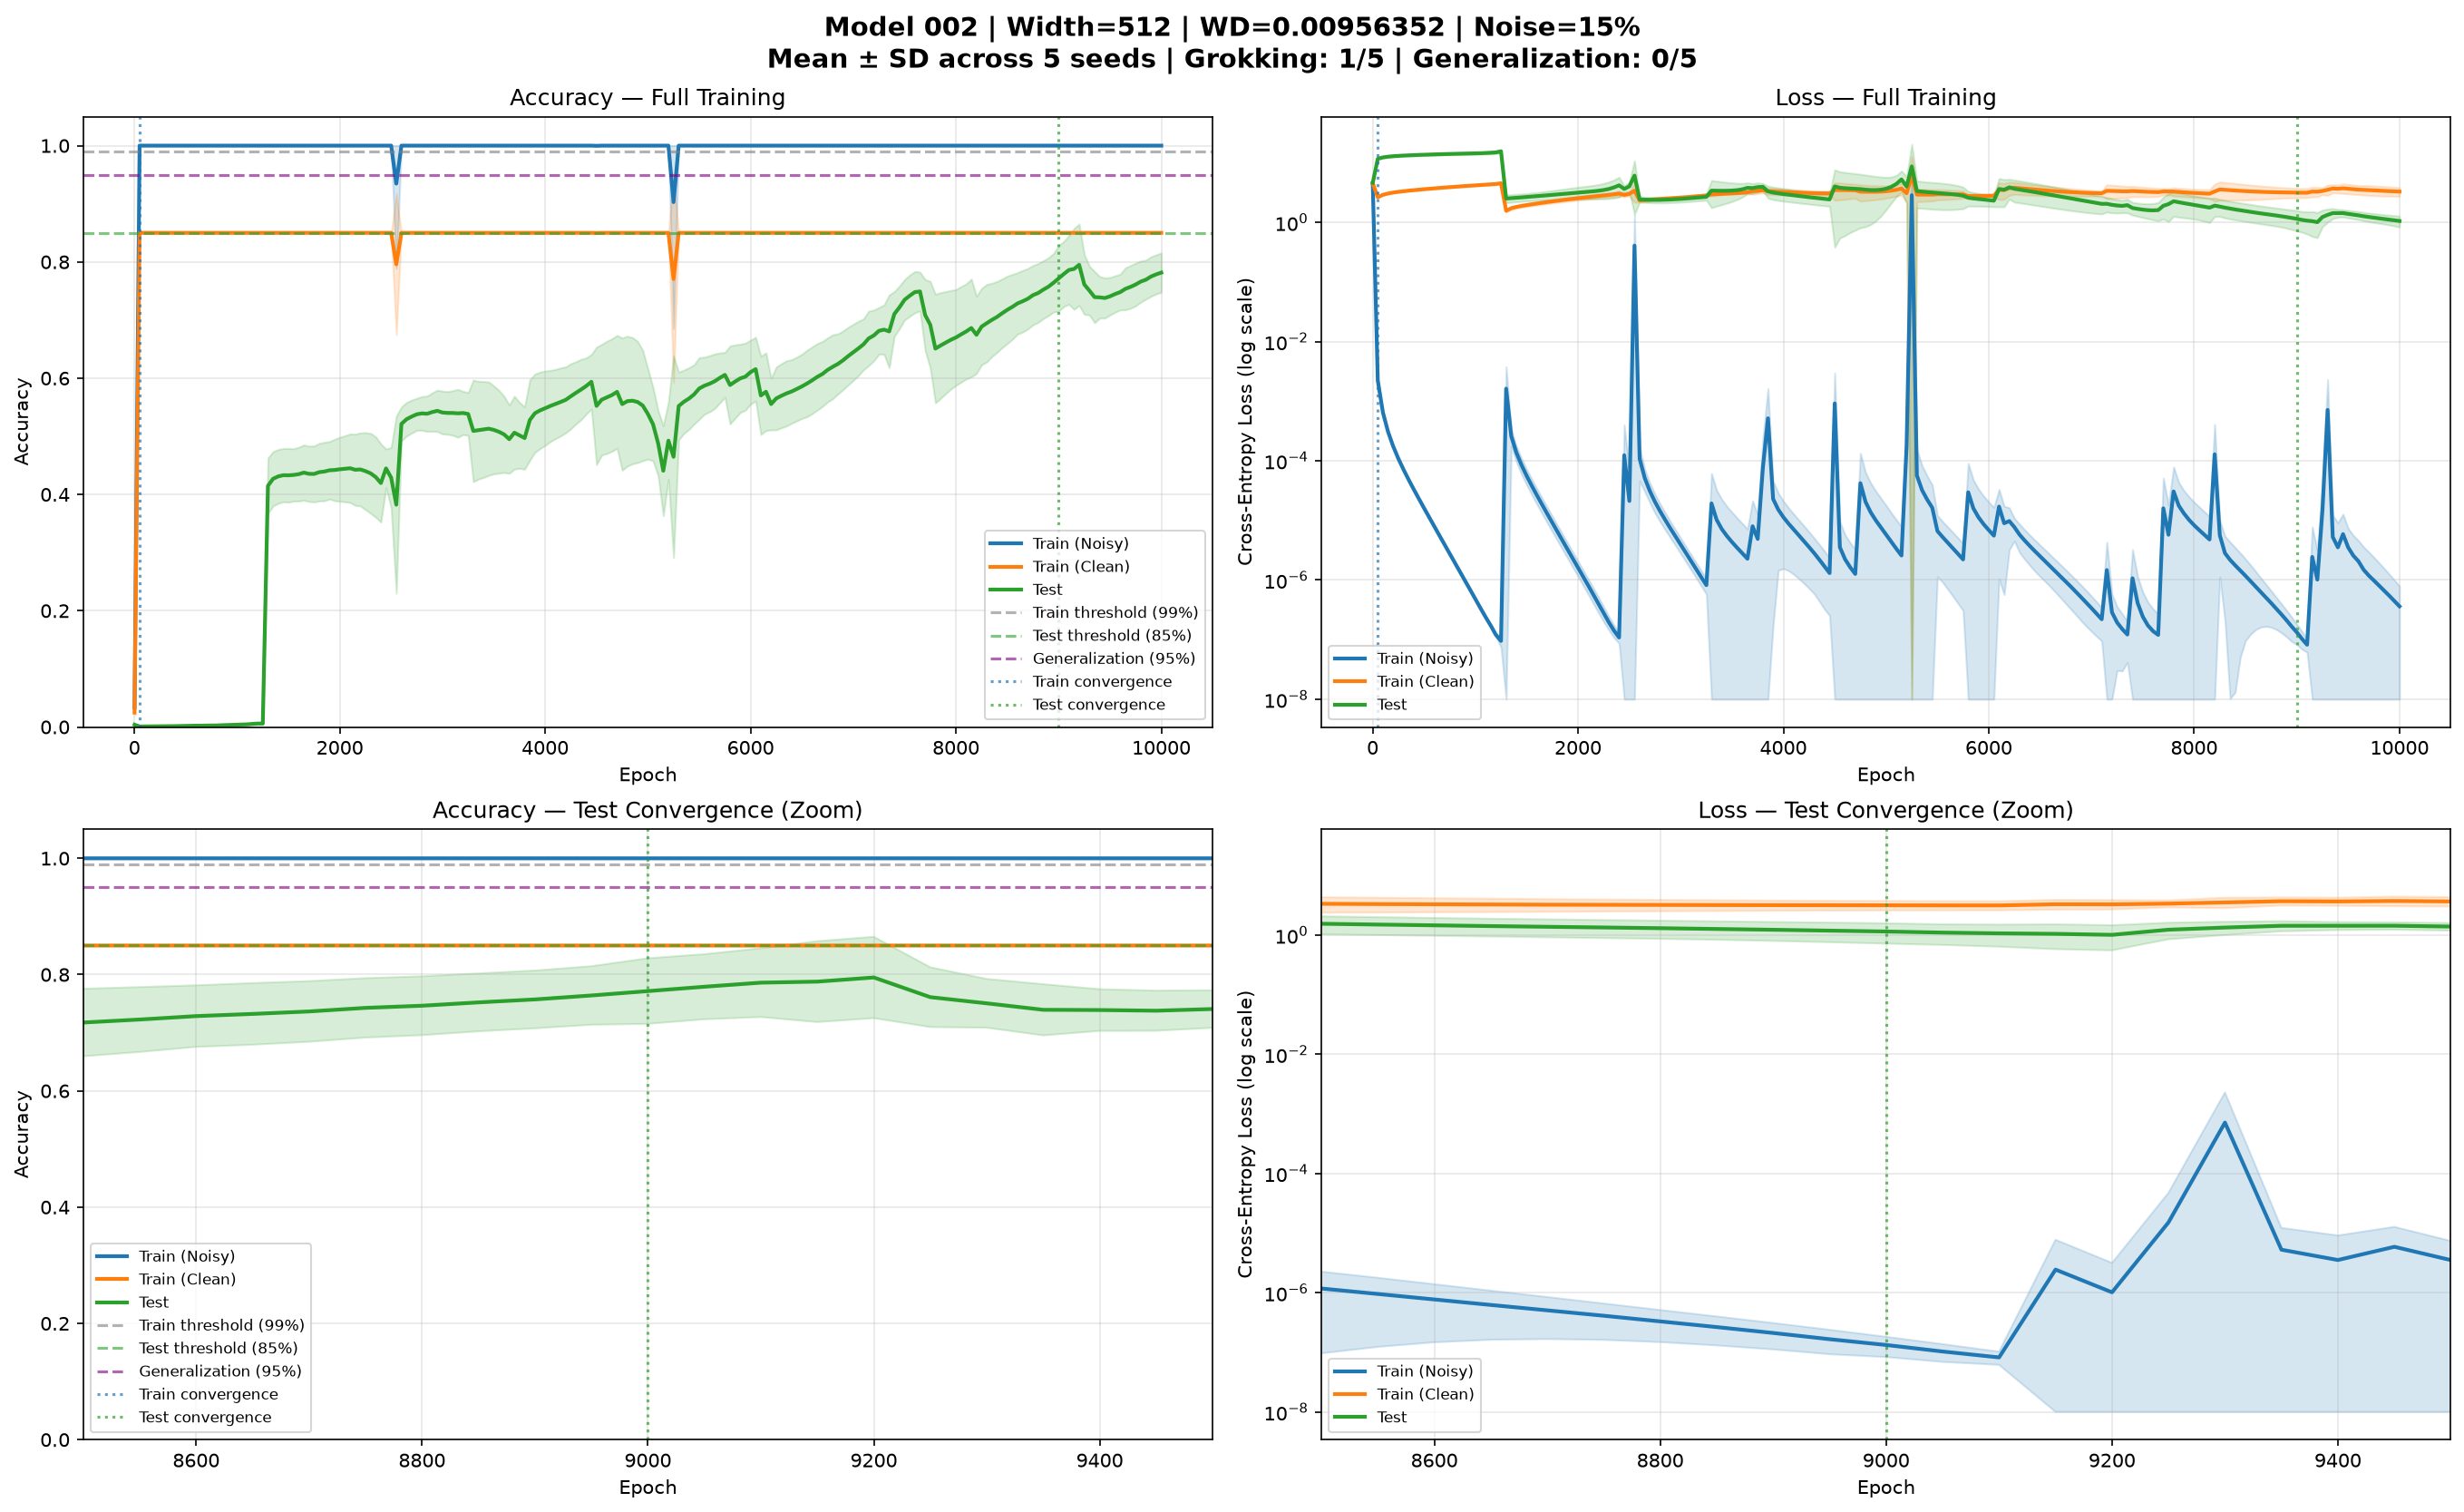 Model 002 | Width=512 | WD=0.00956352 | Noise=15%
Mean ± SD across 5 seeds | Grokking: 1/5 | Generalization: 0/5
Accuracy — Full Training
Accuracy
1.0
0.8
0.6
0.4
0.2
0.0
0
2000
4000
6000
8000
10000
Epoch
Train (Noisy)
Train (Clean)
Test
Train threshold (99%)
Test threshold (85%)
Generalization (95%)
Train convergence
Test convergence
Loss — Full Training
Cross-Entropy Loss (log scale)
10⁰
10⁻²
10⁻⁴
10⁻⁶
10⁻⁸
0
2000
4000
6000
8000
10000
Epoch
Train (Noisy)
Train (Clean)
Test
Accuracy — Test Convergence (Zoom)
Accuracy
1.0
0.8
0.6
0.4
0.2
0.0
8600
8800
9000
9200
9400
Epoch
Train (Noisy)
Train (Clean)
Test
Train threshold (99%)
Test threshold (85%)
Generalization (95%)
Train convergence
Test convergence
Loss — Test Convergence (Zoom)
Cross-Entropy Loss (log scale)
10⁰
10⁻²
10⁻⁴
10⁻⁶
10⁻⁸
8600
8800
9000
9200
9400
Epoch
Train (Noisy)
Train (Clean)
Test